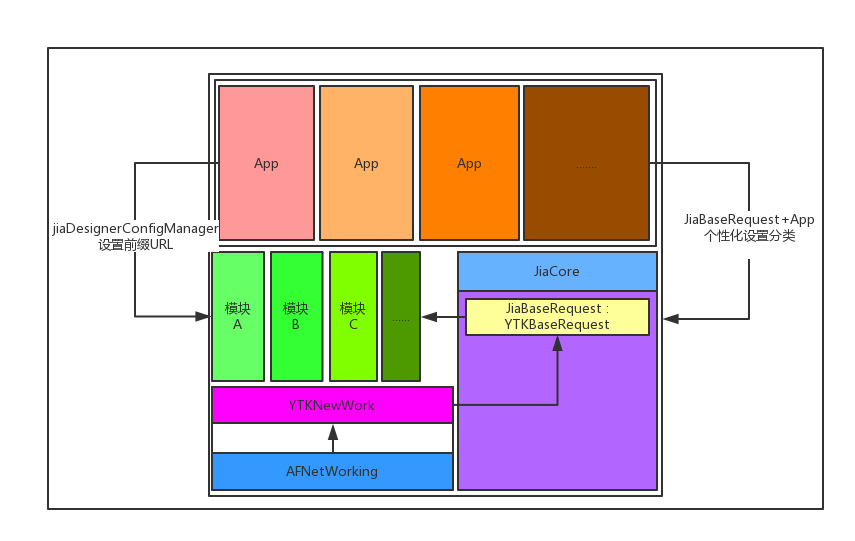 App
App
App
.......
jiaDesignerConfigManager
设置前缀URL
JiaBaseRequest+App
个性化设置分类
模块
A
模块
B
模块
C
......
JiaCore
JiaBaseRequest :
YTKBaseRequest
YTKNewWork
AFNetWorking